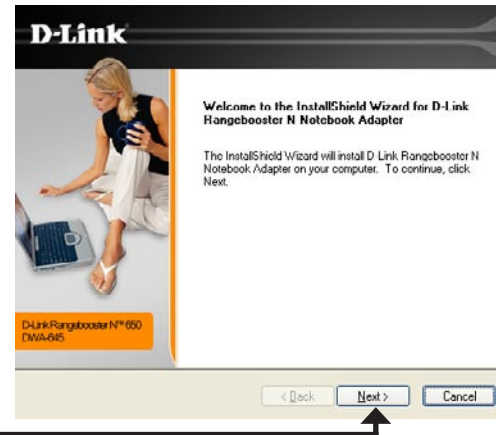 D-Link
Welcome to the InstallShield Wizard for D-Link
Rangebooster N Notebook Adapter
The InstallShield Wizard will install D-Link Rangebooster N
Notebook Adapter on your computer. To continue, click
Next.
D-Link Rangebooster N™ 650
DWA-645
< Back
Next >
Cancel